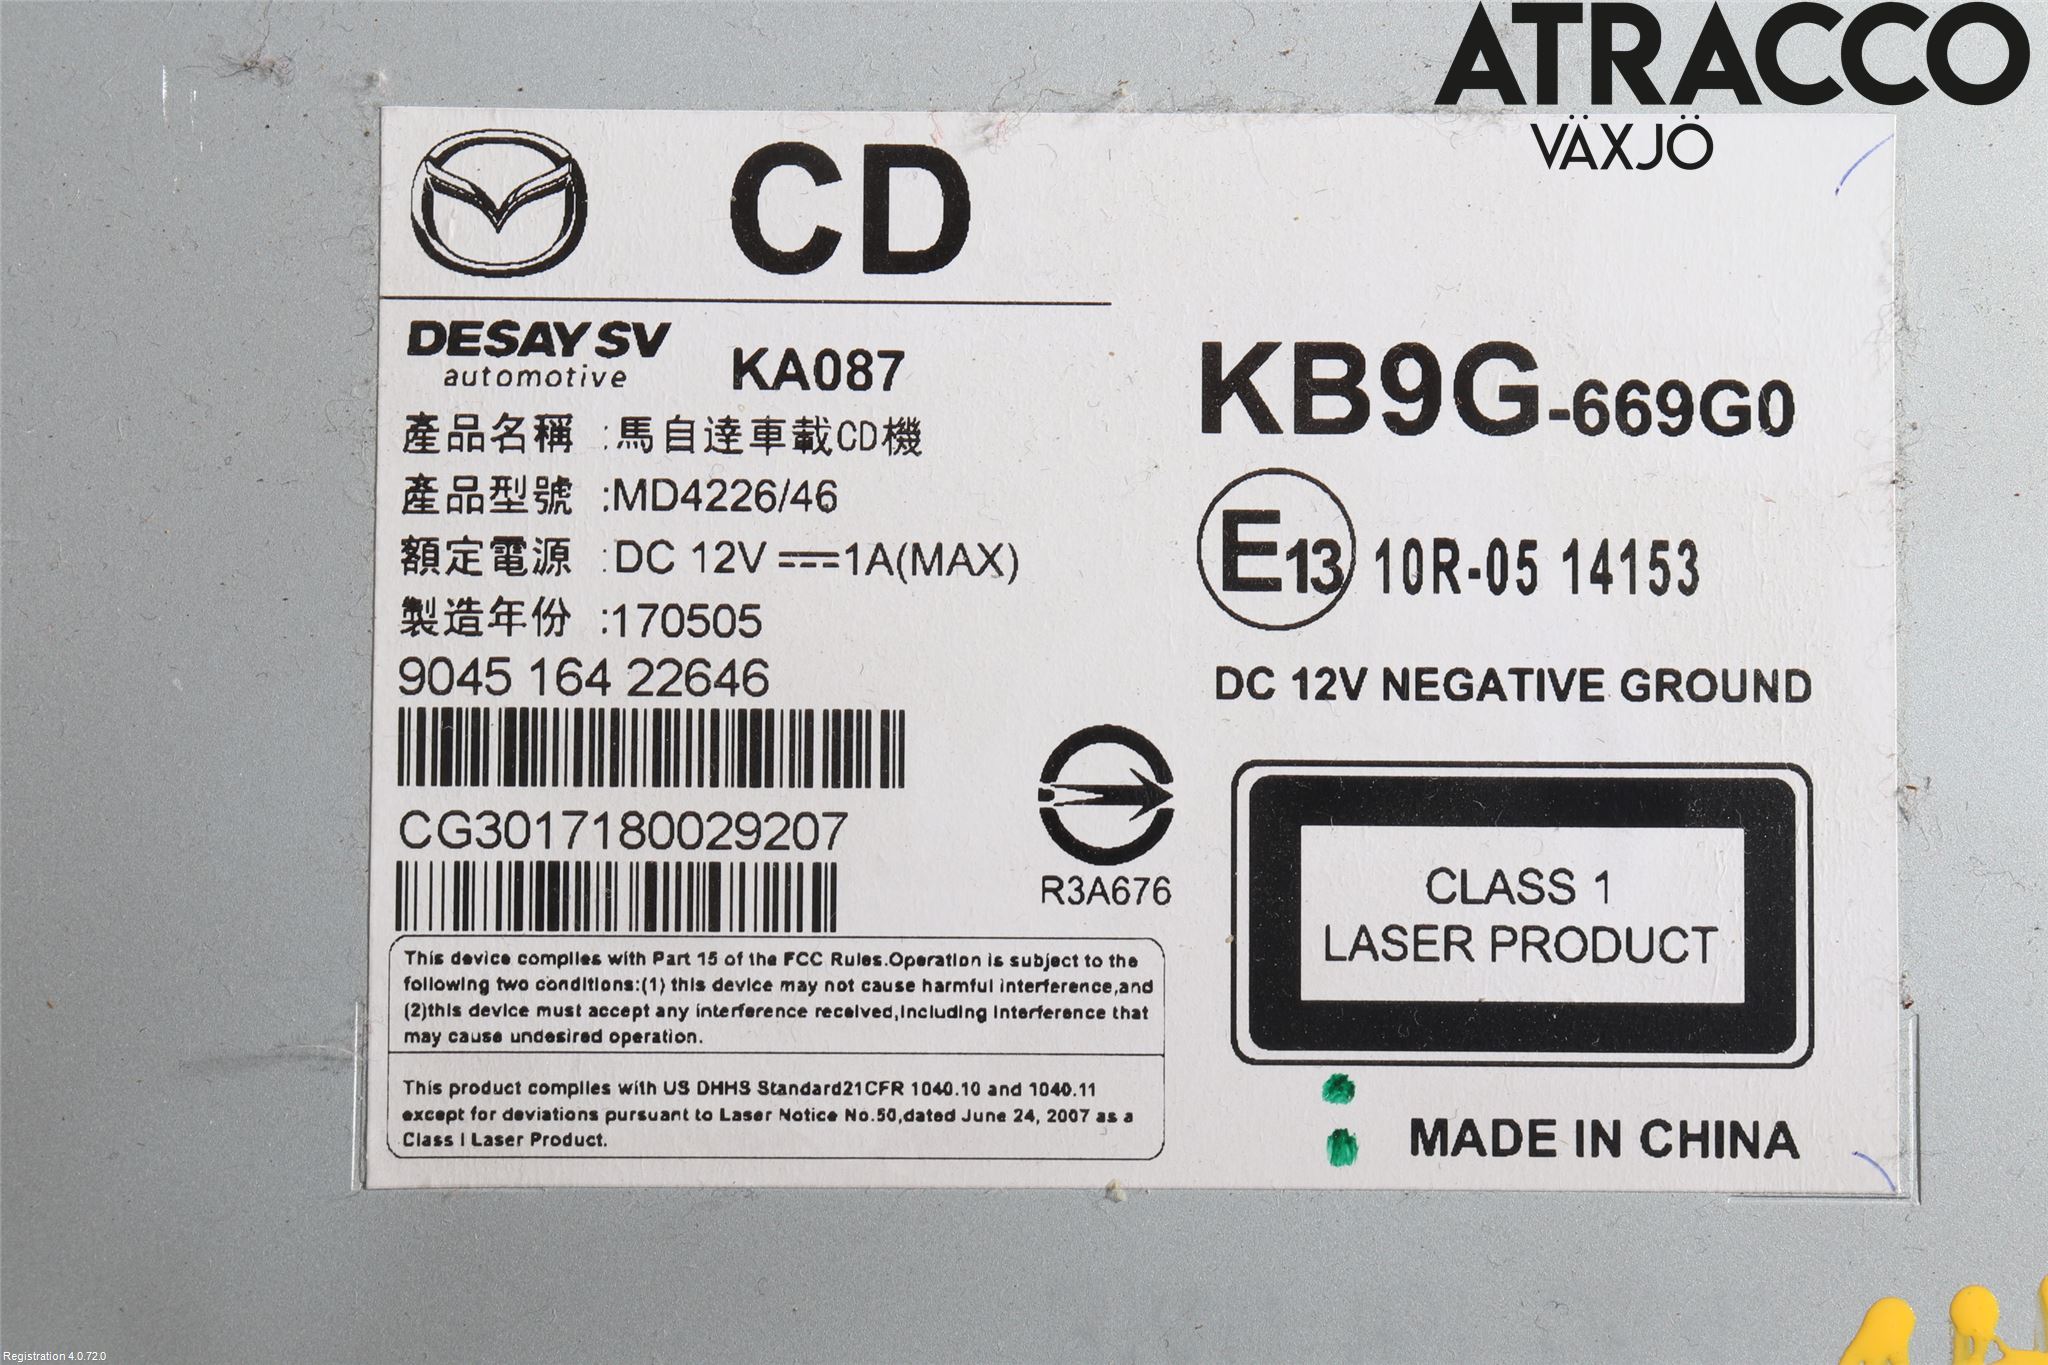 ATRACCO
VÄXJÖ
CD
DESAY SV
automotive
KA087
產品名稱 :馬自達車載CD機
產品型號 :MD4226/46
額定電源 :DC 12V ⎓1A(MAX)
製造年份 :170505
9045 164 22646
CG3017180029207
R3A676
This device complies with Part 15 of the FCC Rules.Operation is subject to the
following two conditions:(1) this device may not cause harmful interference,and
(2)this device must accept any interference received,including interference that
may cause undesired operation.
This product complies with US DHHS Standard21CFR 1040.10 and 1040.11
except for deviations pursuant to Laser Notice No.50,dated June 24, 2007 as a
Class I Laser Product.
KB9G-669G0
E13 10R-05 14153
DC 12V NEGATIVE GROUND
CLASS 1
LASER PRODUCT
MADE IN CHINA
Registration 4.0.72.0